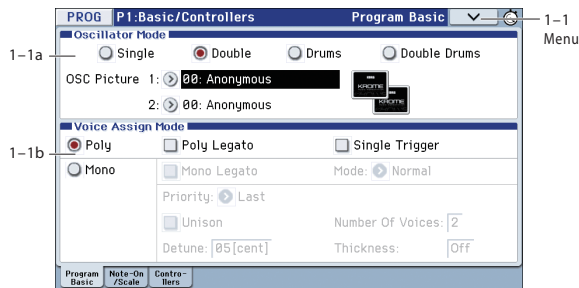 PROG P1:Basic/Controllers Program Basic
1–1
Menu
Oscillator Mode
1–1a
Single Double Drums Double Drums
OSC Picture 1: 00: Anonymous
KROME
2: 00: Anonymous
KROME
Voice Assign Mode
1–1b
Poly Poly Legato Single Trigger
Mono Mono Legato Mode: Normal
Priority: Last
Unison Number Of Voices: 2
Detune: 05[cent] Thickness: Off
Program Basic Note-On /Scale Contro- llers